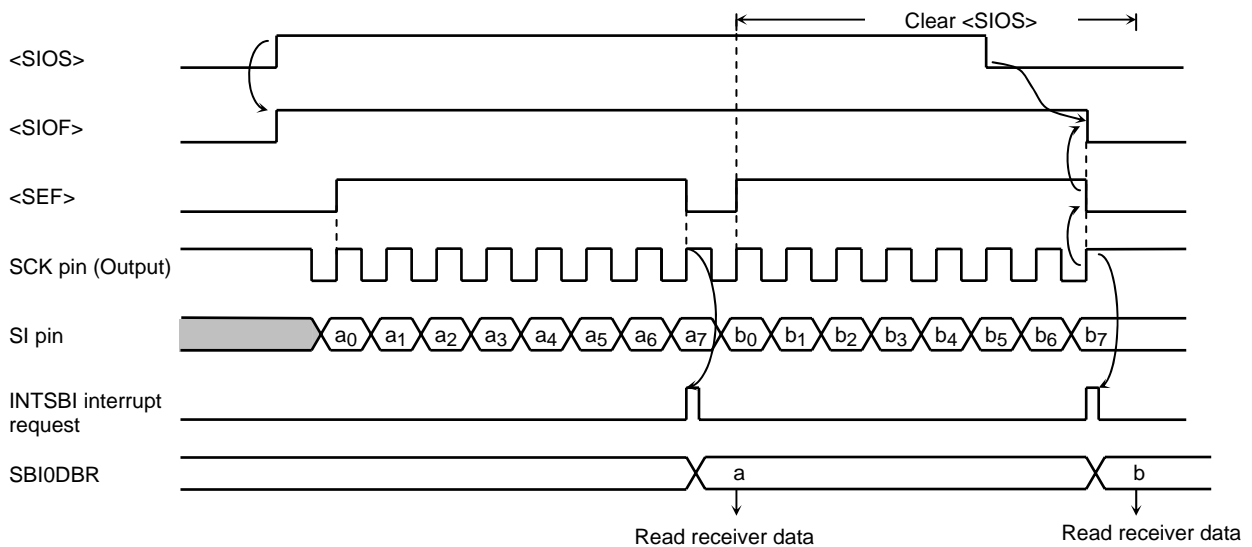 Clear <SIOS>
<SIOS>
<SIOF>
<SEF>
SCK pin (Output)
SI pin
a0 a1 a2 a3 a4 a5 a6 a7 b0 b1 b2 b3 b4 b5 b6 b7
INTSBI interrupt
request
SBI0DBR
a
b
Read receiver data
Read receiver data